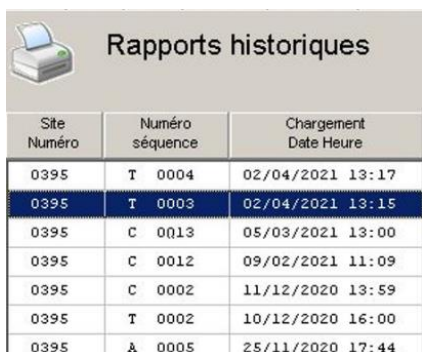 Rapports historiques
Site Numéro séquence Chargement
Numéro séquence Date Heure
0395 T 0004 02/04/2021 13:17
0395 T 0003 02/04/2021 13:15
0395 C 0013 05/03/2021 13:00
0395 C 0012 09/02/2021 11:09
0395 C 0002 11/12/2020 13:59
0395 T 0002 10/12/2020 16:00
0395 A 0005 25/11/2020 17:44